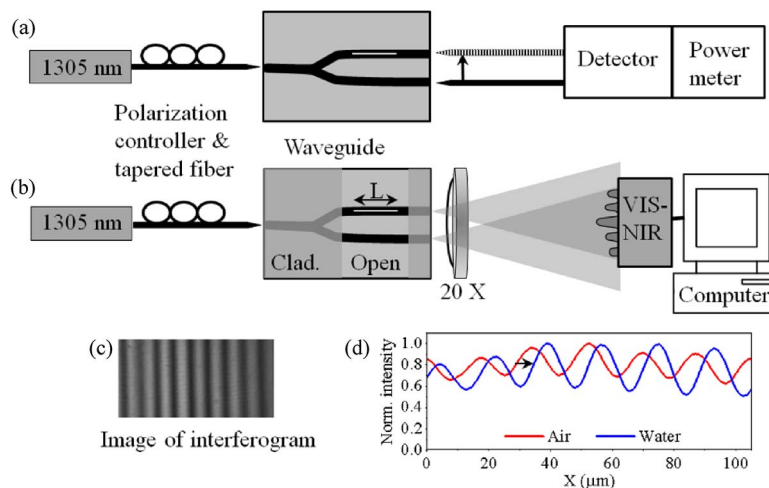 (a)
1305 nm
Polarization
controller &
tapered fiber
Waveguide
Detector
Power
meter
(b)
1305 nm
L
Clad.
Open
20 X
VIS-
NIR
Computer
(c)
Image of interferogram
(d)
Norm. intensity
1.0
0.8
0.6
0.4
0.2
0.0
Air
Water
0
20
40
60
80
100
X (μm)